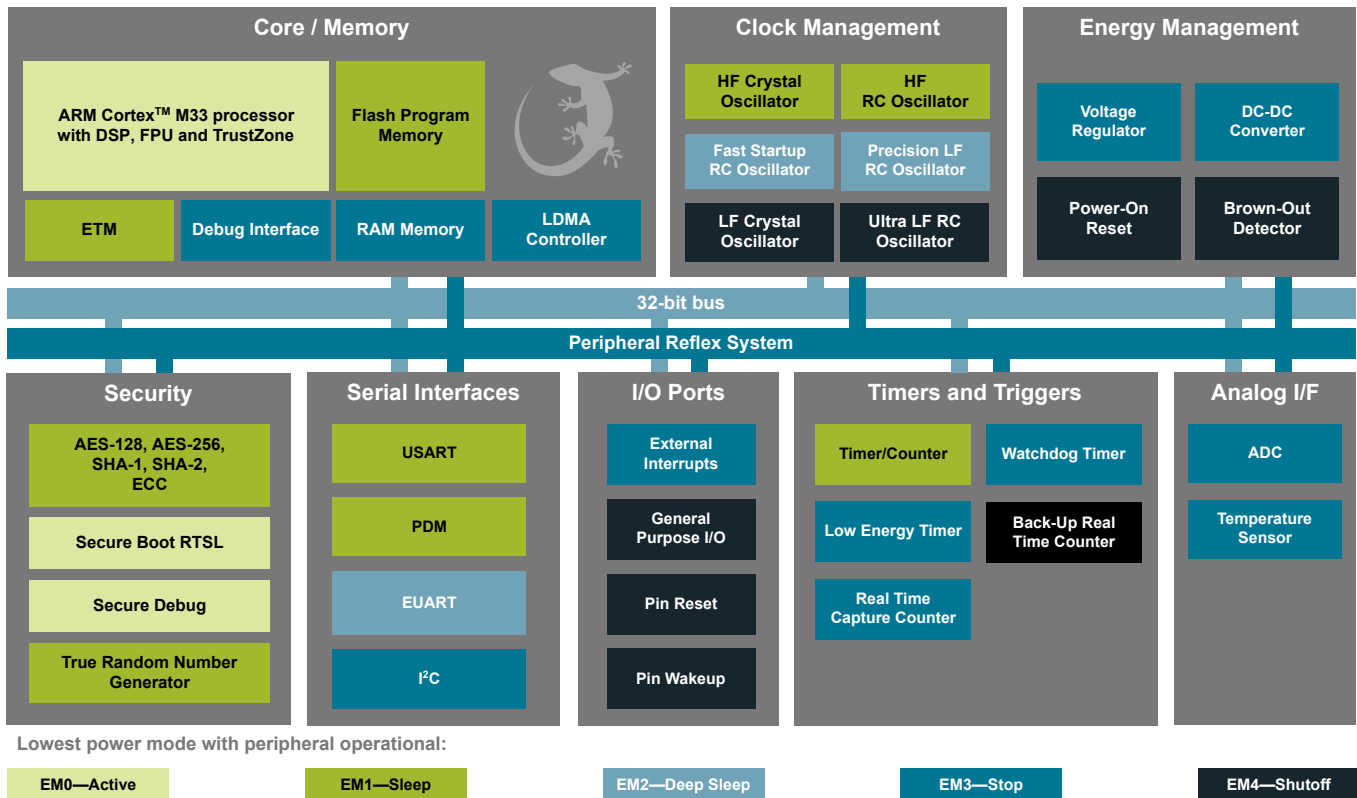 Core / Memory
ARM Cortex™ M33 processor
with DSP, FPU and TrustZone
Flash Program
Memory
ETM
Debug Interface
RAM Memory
LDMA
Controller
Clock Management
HF Crystal
Oscillator
HF
RC Oscillator
Fast Startup
RC Oscillator
Precision LF
RC Oscillator
LF Crystal
Oscillator
Ultra LF RC
Oscillator
Energy Management
Voltage
Regulator
DC-DC
Converter
Power-On
Reset
Brown-Out
Detector
32-bit bus
Peripheral Reflex System
Security
AES-128, AES-256,
SHA-1, SHA-2,
ECC
Secure Boot RTSL
Secure Debug
True Random Number
Generator
Serial Interfaces
USART
PDM
EUART
I²C
I/O Ports
External
Interrupts
General
Purpose I/O
Pin Reset
Pin Wakeup
Timers and Triggers
Timer/Counter
Watchdog Timer
Low Energy Timer
Back-Up Real
Time Counter
Real Time
Capture Counter
Analog I/F
ADC
Temperature
Sensor
Lowest power mode with peripheral operational:
EM0—Active
EM1—Sleep
EM2—Deep Sleep
EM3—Stop
EM4—Shutoff